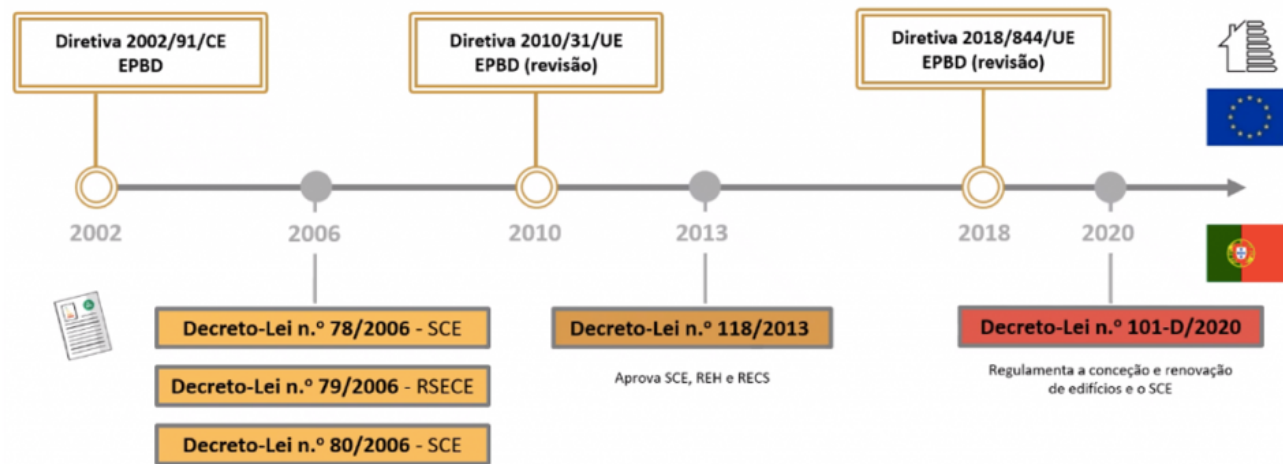 Diretiva 2002/91/CE
EPBD
Diretiva 2010/31/UE
EPBD (revisão)
Diretiva 2018/844/UE
EPBD (revisão)
2002
2006
2010
2013
2018
2020
Decreto-Lei n.º 78/2006 - SCE
Decreto-Lei n.º 79/2006 - RSECE
Decreto-Lei n.º 80/2006 - SCE
Decreto-Lei n.º 118/2013
Aprova SCE, REH e RECS
Decreto-Lei n.º 101-D/2020
Regulamenta a conceção e renovação
de edifícios e o SCE